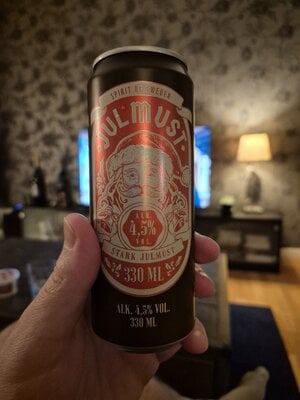 SPIRIT OF SWEDEN
JULMUST
ALK.
4,5%
VOL.
STARK JULMUST
330 ML
ALK. 4,5% VOL.
330 ML